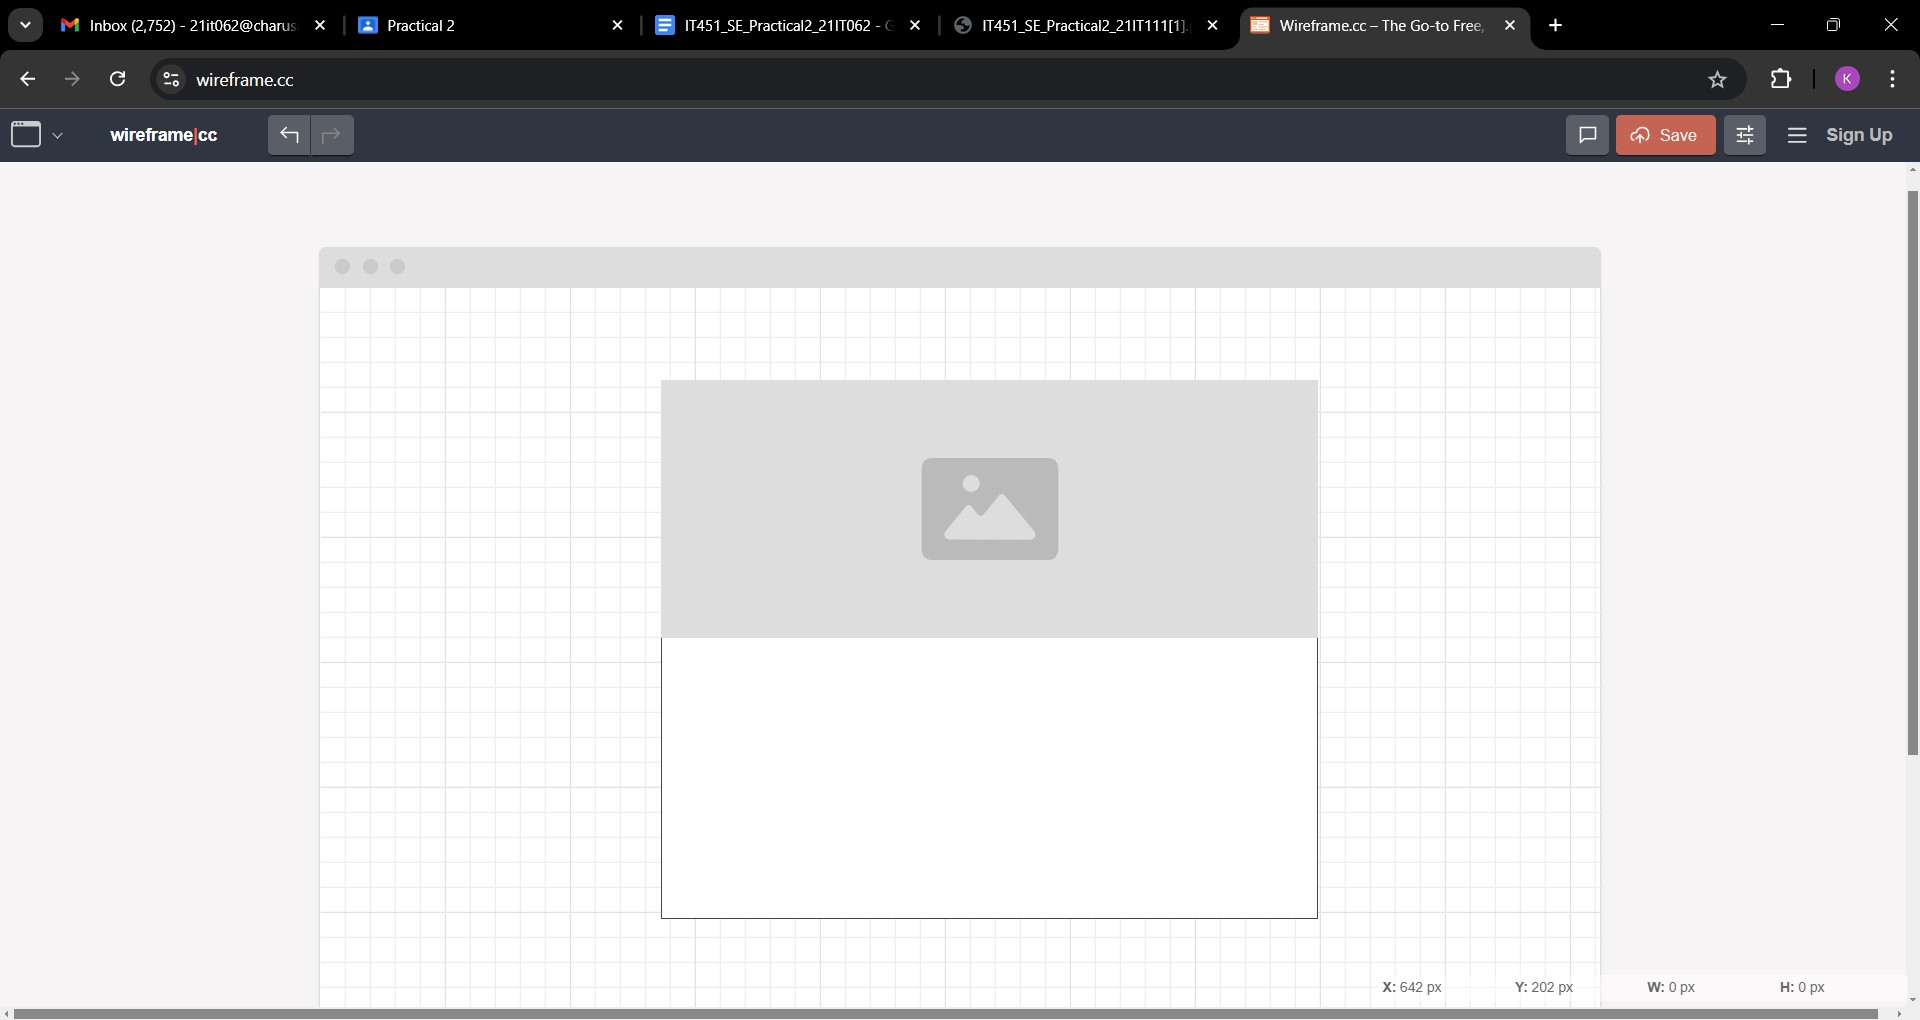 Inbox (2,752) - 21it062@charus
Practical 2
IT451_SE_Practical2_21IT062 - G
IT451_SE_Practical2_21IT111[1].
Wireframe.cc – The Go-to Free,
wireframe.cc
K
wireframe|cc
Save
Sign Up
X: 642 px Y: 202 px W: 0 px H: 0 px